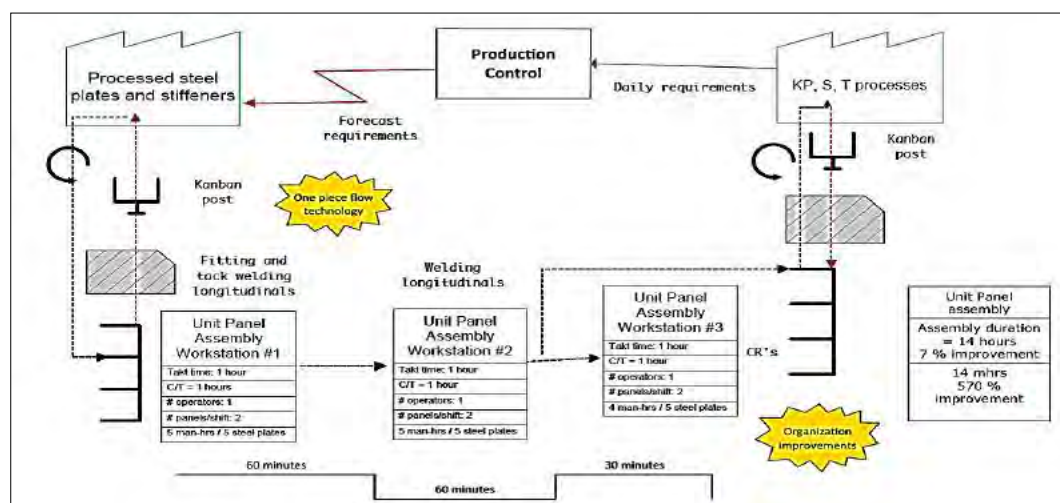 Processed steel
plates and stiffeners
Production
Control
KP, S, T processes
Daily requirements
Forecast
requirements
Kanban
post
Kanban
post
One piece flow
technology
Fitting and
tack welding
longitudinals
Welding
longitudinals
Unit Panel
Assembly
Workstation #1
Takt time: 1 hour
C/T = 1 hours
# operators: 1
# panels/shift: 2
5 man-hrs / 5 steel plates
Unit Panel
Assembly
Workstation #2
Takt time: 1 hour
C/T = 1 hour
# operators: 1
# panels/shift: 2
5 man-hrs / 5 steel plates
Unit Panel
Assembly
Workstation #3
Takt time: 1 hour
C/T = 1 hour
# operators: 1
# panels/shift: 2
4 man-hrs / 5 steel plates
CR's
Unit Panel
assembly
Assembly duration
= 14 hours
7 % improvement
14 mhrs
570 %
improvement
Organization
improvements
60 minutes
60 minutes
30 minutes